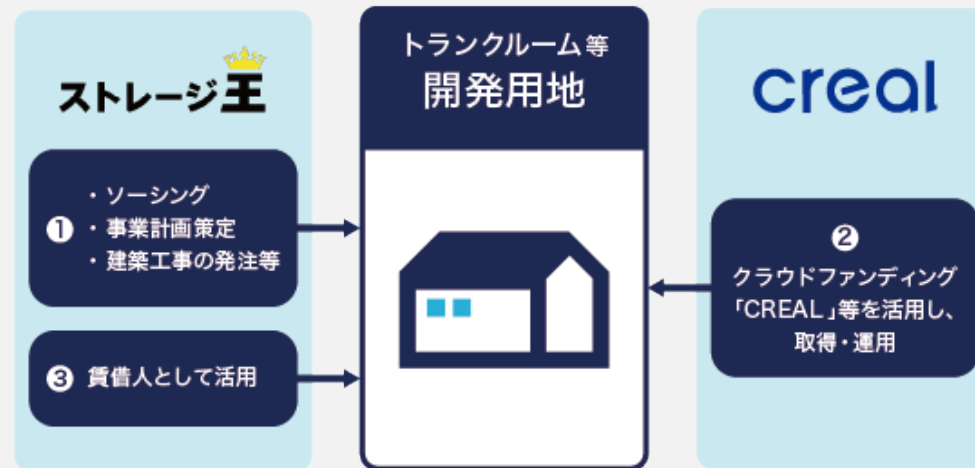 ストレージ王
① ・ソーシング
・事業計画策定
・建築工事の発注等
③ 賃借人として活用
トランクルーム等
開発用地
creal
②
クラウドファンディング
「CREAL」等を活用し、
取得・運用